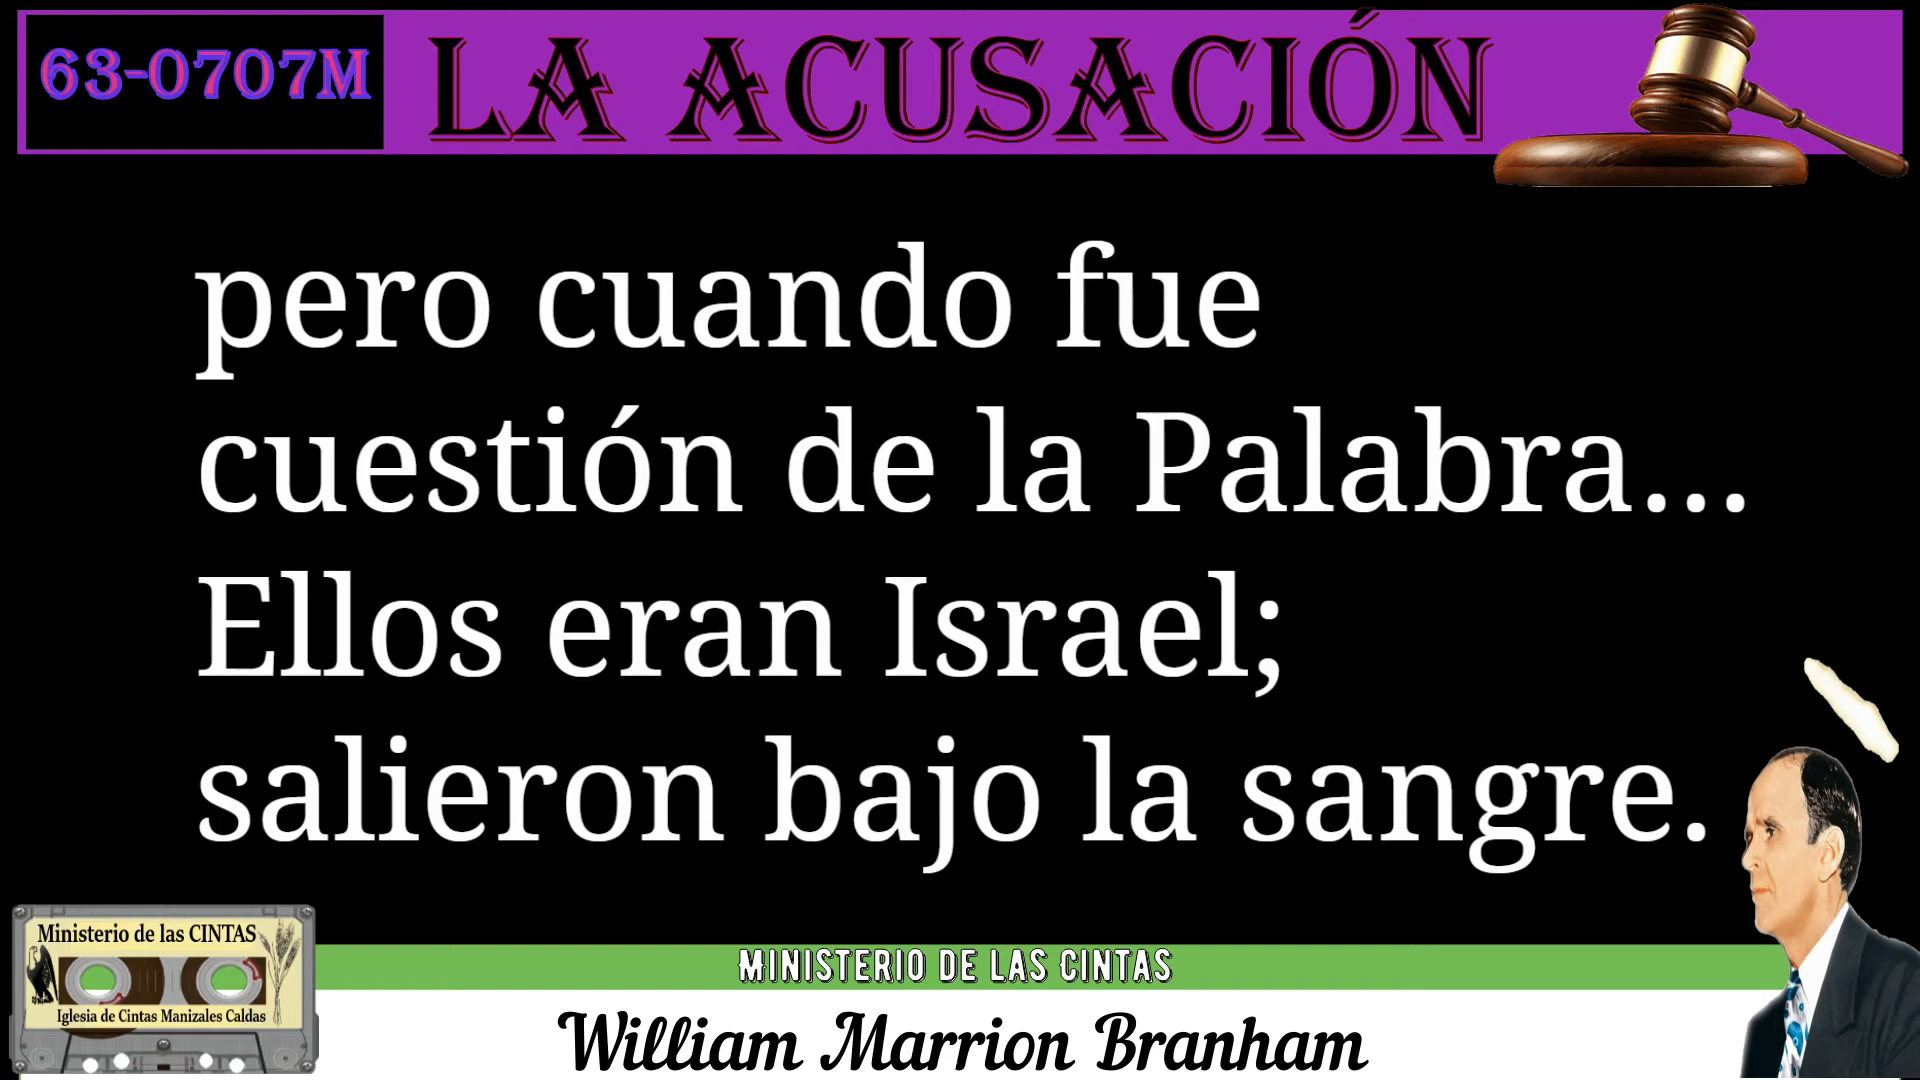 63-0707M
LA ACUSACIÓN
pero cuando fue
cuestión de la Palabra...
Ellos eran Israel;
salieron bajo la sangre.
Ministerio de las CINTAS
Iglesia de Cintas Manizales Caldas
MINISTERIO DE LAS CINTAS
William Marrion Branham